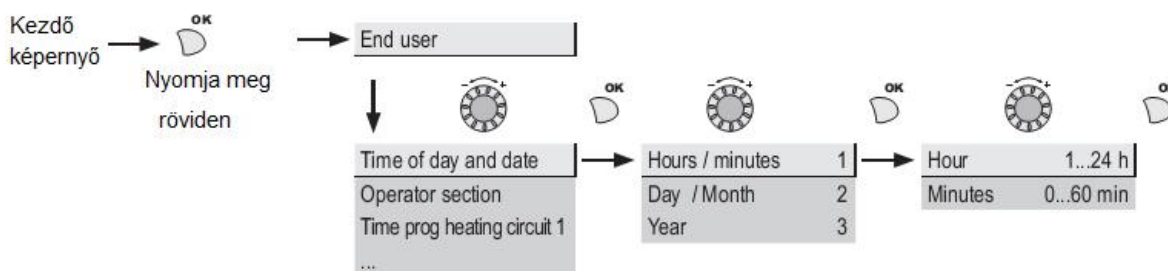 Kezdő
képernyő
OK
Nyomja meg
röviden
End user
- +
OK
- +
OK
- +
OK
Time of day and date
Operator section
Time prog heating circuit 1
...
Hours / minutes 1
Day / Month 2
Year 3
Hour 1...24 h
Minutes 0...60 min